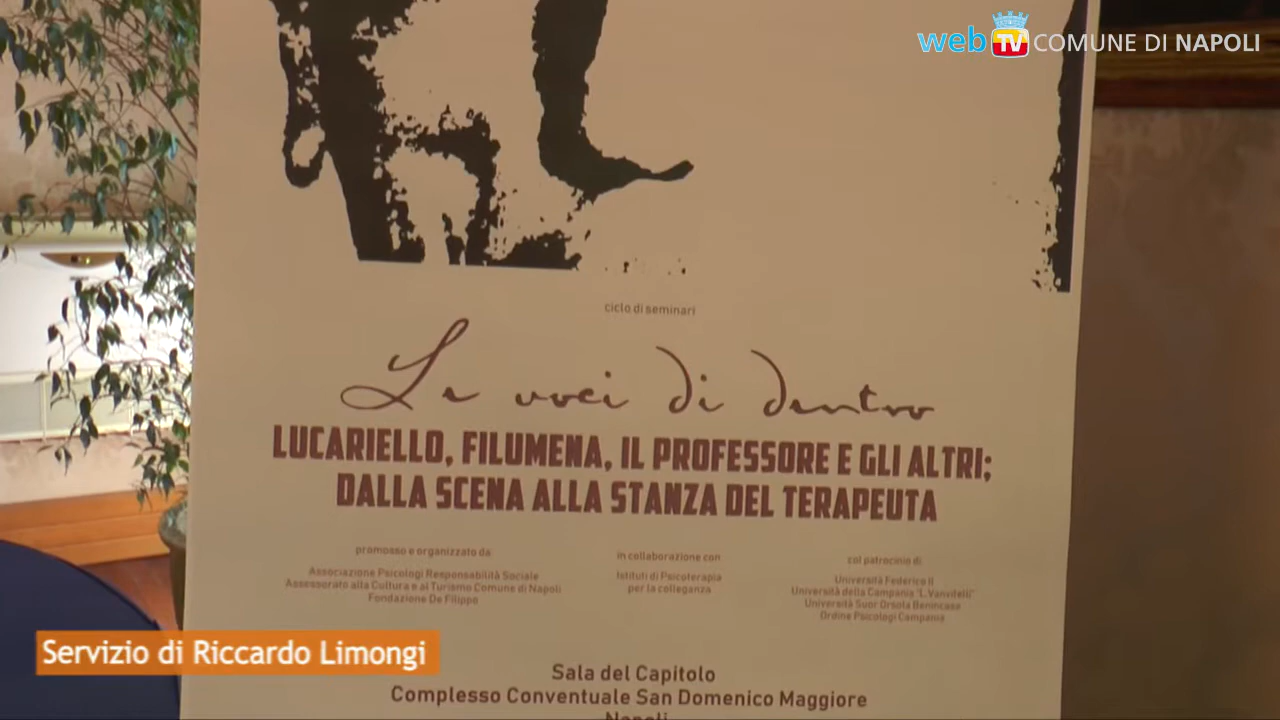 web TV COMUNE DI NAPOLI
ciclo di seminari
Le voci di dentro
LUCARIELLO, FILUMENA, IL PROFESSORE E GLI ALTRI;
DALLA SCENA ALLA STANZA DEL TERAPEUTA
promosso e organizzato da
Associazione Psicologi Responsabilità Sociale
Assessorato alla Cultura e al Turismo Comune di Napoli
Fondazione De Filippo
in collaborazione con
Istituti di Psicoterapia
per la colleganza
col patrocinio di
Università Federico II
Università della Campania "L. Vanvitelli"
Università Suor Orsola Benincasa
Ordine Psicologi Campania
Servizio di Riccardo Limongi
Sala del Capitolo
Complesso Conventuale San Domenico Maggiore
Napoli